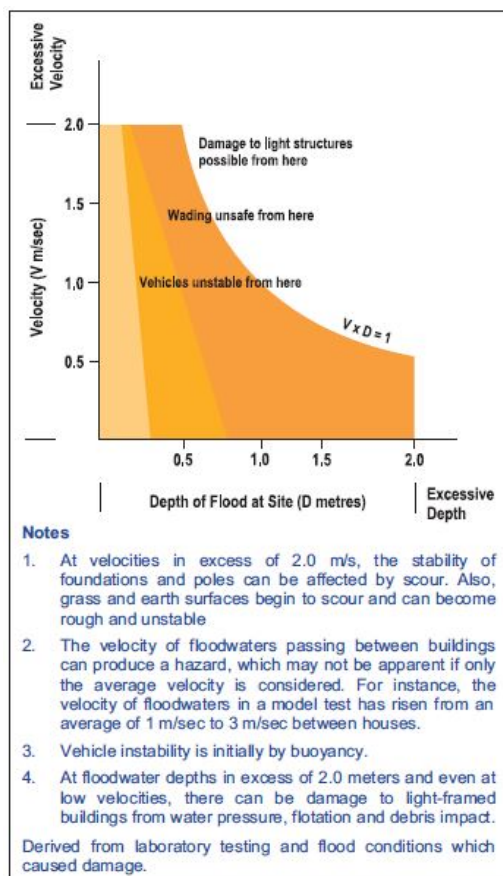 Excessive
Velocity
2.0
1.5
1.0
0.5
Velocity (V m/sec)
Damage to light structures
possible from here
Wading unsafe from here
Vehicles unstable from here
V x D = 1
0.5
1.0
1.5
2.0
Depth of Flood at Site (D metres)
Excessive
Depth
Notes
1. At velocities in excess of 2.0 m/s, the stability of
foundations and poles can be affected by scour. Also,
grass and earth surfaces begin to scour and can become
rough and unstable
2. The velocity of floodwaters passing between buildings
can produce a hazard, which may not be apparent if only
the average velocity is considered. For instance, the
velocity of floodwaters in a model test has risen from an
average of 1 m/sec to 3 m/sec between houses.
3. Vehicle instability is initially by buoyancy.
4. At floodwater depths in excess of 2.0 meters and even at
low velocities, there can be damage to light-framed
buildings from water pressure, flotation and debris impact.
Derived from laboratory testing and flood conditions which
caused damage.